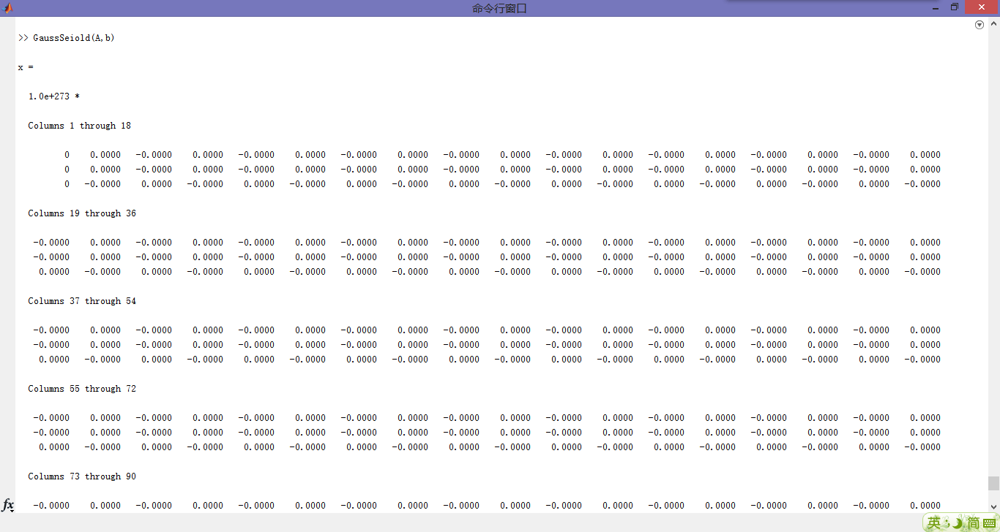 命令行窗口
>> GaussSeiold(A,b)
x =
1.0e+273 *
Columns 1 through 18
0 0.0000 -0.0000 0.0000 -0.0000 0.0000 -0.0000 0.0000 -0.0000 0.0000 -0.0000 0.0000 -0.0000 0.0000 -0.0000 0.0000 -0.0000 0.0000
0 0.0000 -0.0000 0.0000 -0.0000 0.0000 -0.0000 0.0000 -0.0000 0.0000 -0.0000 0.0000 -0.0000 0.0000 -0.0000 0.0000 -0.0000 0.0000
0 -0.0000 0.0000 -0.0000 0.0000 -0.0000 0.0000 -0.0000 0.0000 -0.0000 0.0000 -0.0000 0.0000 -0.0000 0.0000 -0.0000 0.0000 -0.0000
Columns 19 through 36
-0.0000 0.0000 -0.0000 0.0000 -0.0000 0.0000 -0.0000 0.0000 -0.0000 0.0000 -0.0000 0.0000 -0.0000 0.0000 -0.0000 0.0000 -0.0000 0.0000
-0.0000 0.0000 -0.0000 0.0000 -0.0000 0.0000 -0.0000 0.0000 -0.0000 0.0000 -0.0000 0.0000 -0.0000 0.0000 -0.0000 0.0000 -0.0000 0.0000
0.0000 -0.0000 0.0000 -0.0000 0.0000 -0.0000 0.0000 -0.0000 0.0000 -0.0000 0.0000 -0.0000 0.0000 -0.0000 0.0000 -0.0000 0.0000 -0.0000
Columns 37 through 54
-0.0000 0.0000 -0.0000 0.0000 -0.0000 0.0000 -0.0000 0.0000 -0.0000 0.0000 -0.0000 0.0000 -0.0000 0.0000 -0.0000 0.0000 -0.0000 0.0000
-0.0000 0.0000 -0.0000 0.0000 -0.0000 0.0000 -0.0000 0.0000 -0.0000 0.0000 -0.0000 0.0000 -0.0000 0.0000 -0.0000 0.0000 -0.0000 0.0000
0.0000 -0.0000 0.0000 -0.0000 0.0000 -0.0000 0.0000 -0.0000 0.0000 -0.0000 0.0000 -0.0000 0.0000 -0.0000 0.0000 -0.0000 0.0000 -0.0000
Columns 55 through 72
-0.0000 0.0000 -0.0000 0.0000 -0.0000 0.0000 -0.0000 0.0000 -0.0000 0.0000 -0.0000 0.0000 -0.0000 0.0000 -0.0000 0.0000 -0.0000 0.0000
-0.0000 0.0000 -0.0000 0.0000 -0.0000 0.0000 -0.0000 0.0000 -0.0000 0.0000 -0.0000 0.0000 -0.0000 0.0000 -0.0000 0.0000 -0.0000 0.0000
0.0000 -0.0000 0.0000 -0.0000 0.0000 -0.0000 0.0000 -0.0000 0.0000 -0.0000 0.0000 -0.0000 0.0000 -0.0000 0.0000 -0.0000 0.0000 -0.0000
Columns 73 through 90
fx -0.0000 0.0000 -0.0000 0.0000 -0.0000 0.0000 -0.0000 0.0000 -0.0000 0.0000 -0.0000 0.0000 -0.0000 0.0000 -0.0000 0.0000 -0.0000 0.0000
英 简